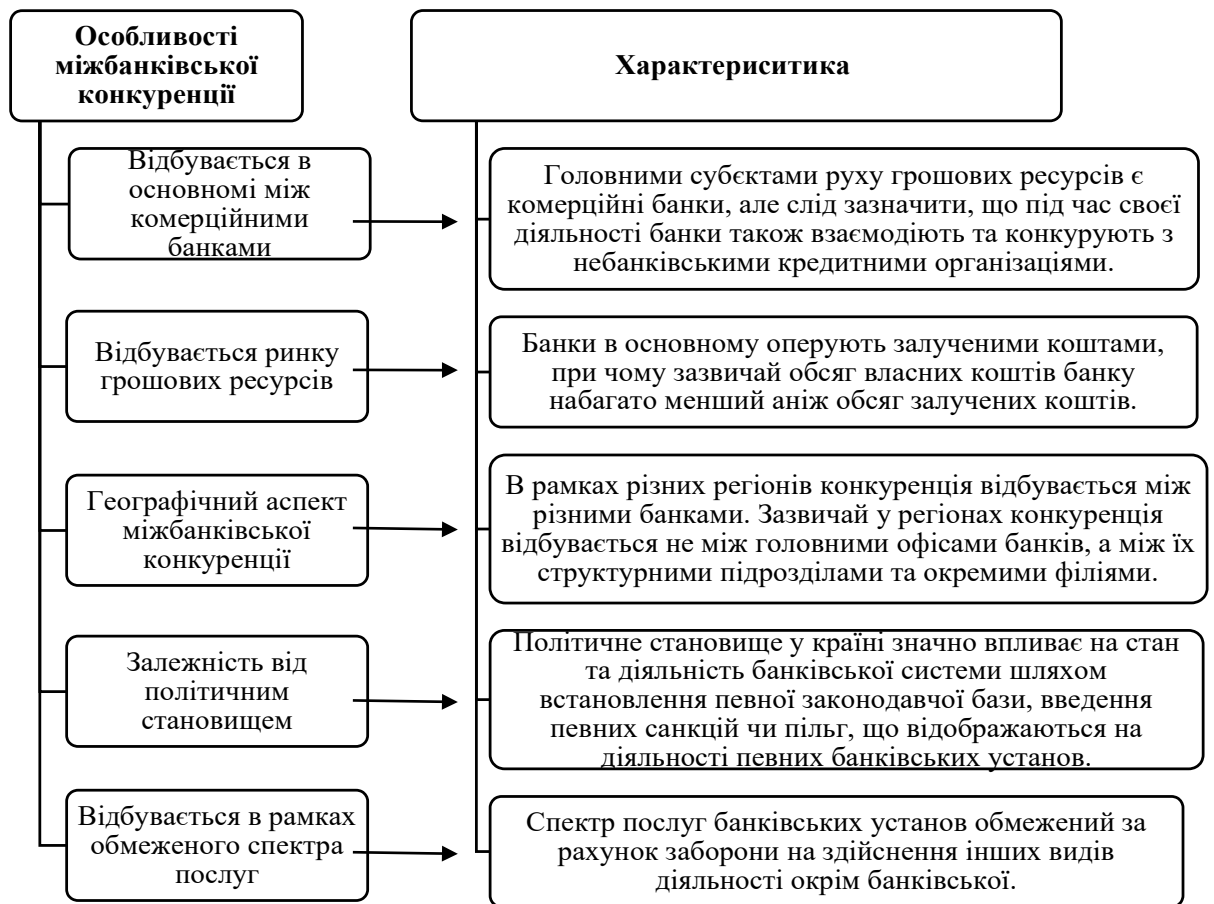 Особливості
міжбанківської
конкуренції
Характериситика
Відбувається в
основномі між
комерційними
банками
Головними субєктами руху грошових ресурсів є
комерційні банки, але слід зазначити, що під час своєї
діяльності банки також взаємодіють та конкурують з
небанківськими кредитними організаціями.
Відбувається ринку
грошових ресурсів
Банки в основному оперують залученими коштами,
при чому зазвичай обсяг власних коштів банку
набагато менший аніж обсяг залучених коштів.
Географічний аспект
міжбанківської
конкуренції
В рамках різних регіонів конкуренція відбувається між
різними банками. Зазвичай у регіонах конкуренція
відбувається не між головними офісами банків, а між їх
структурними підрозділами та окремими філіями.
Залежність від
політичним
становищем
Політичне становище у країні значно впливає на стан
та діяльність банківської системи шляхом
встановлення певної законодавчої бази, введення
певних санкцій чи пільг, що відображаються на
діяльності певних банківських установ.
Відбувається в рамках
обмеженого спектра
послуг
Спектр послуг банківських установ обмежений за
рахунок заборони на здійснення інших видів
діяльності окрім банківської.